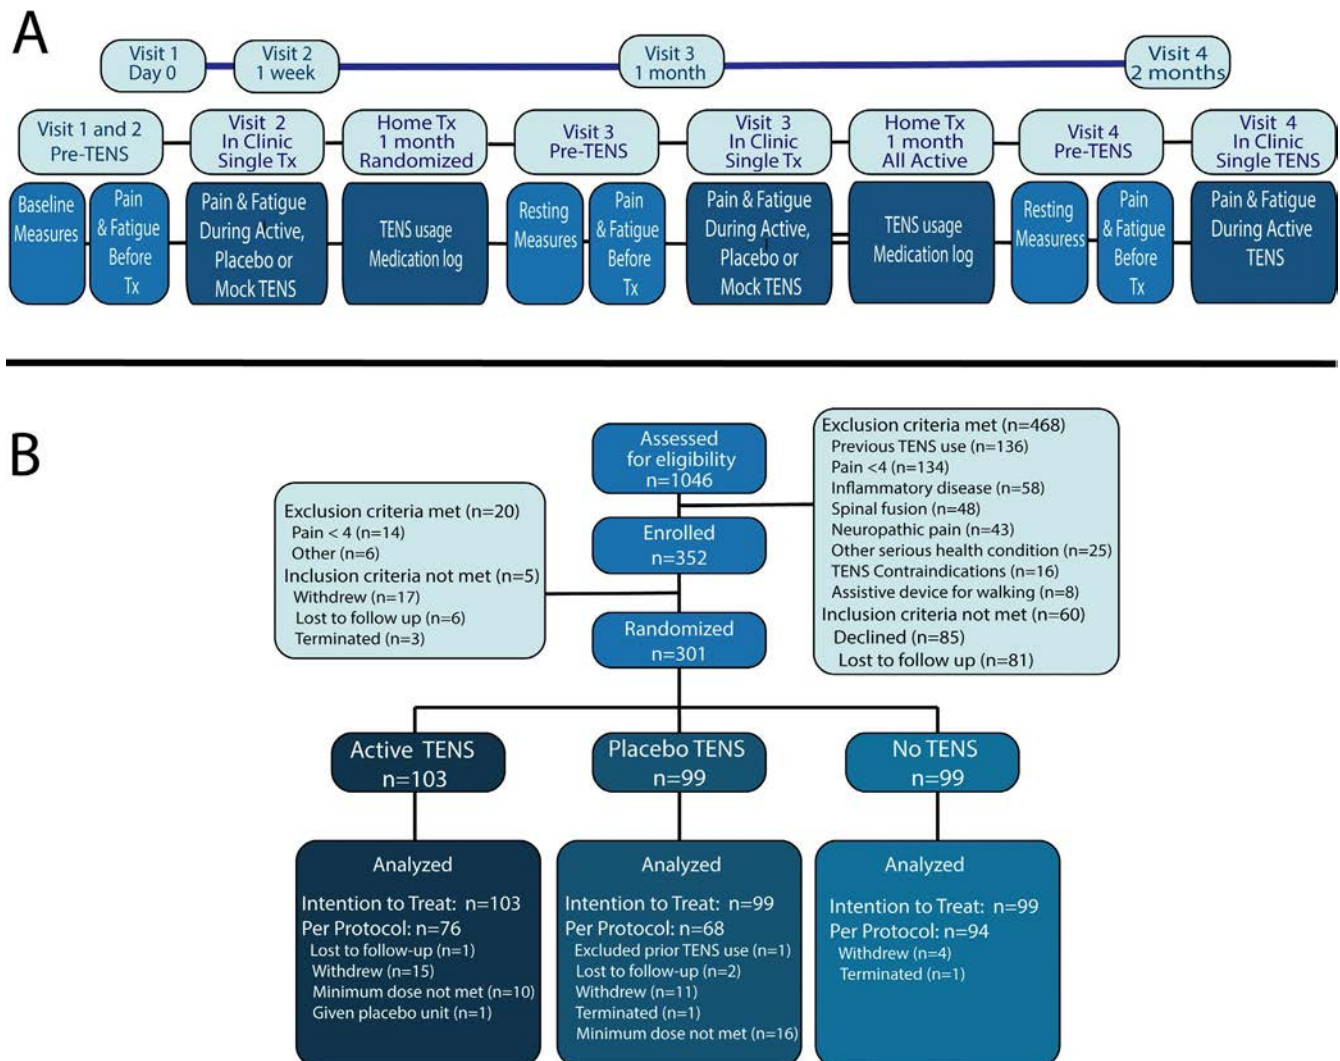 A
Visit 1
Day 0
Visit 2
1 week
Visit 3
1 month
Visit 4
2 months
Visit 1 and 2
Pre-TENS
Visit 2
In Clinic
Single Tx
Home Tx
1 month
Randomized
Visit 3
Pre-TENS
Visit 3
In Clinic
Single Tx
Home Tx
1 month
All Active
Visit 4
Pre-TENS
Visit 4
In Clinic
Single TENS
Baseline
Measures
Pain
& Fatigue
Before
Tx
Pain & Fatigue
During Active,
Placebo or
Mock TENS
TENS usage
Medication log
Resting
Measures
Pain
& Fatigue
Before
Tx
Pain & Fatigue
During Active,
Placebo or
Mock TENS
TENS usage
Medication log
Resting
Measuress
Pain
& Fatigue
Before
Tx
Pain & Fatigue
During Active
TENS
B
Assessed
for eligibility
n=1046
Exclusion criteria met (n=468)
Previous TENS use (n=136)
Pain <4 (n=134)
Inflammatory disease (n=58)
Spinal fusion (n=48)
Neuropathic pain (n=43)
Other serious health condition (n=25)
TENS Contraindications (n=16)
Assistive device for walking (n=8)
Inclusion criteria not met (n=60)
Declined (n=85)
Lost to follow up (n=81)
Enrolled
n=352
Exclusion criteria met (n=20)
Pain < 4 (n=14)
Other (n=6)
Inclusion criteria not met (n=5)
Withdrew (n=17)
Lost to follow up (n=6)
Terminated (n=3)
Randomized
n=301
Active TENS
n=103
Placebo TENS
n=99
No TENS
n=99
Analyzed
Intention to Treat: n=103
Per Protocol: n=76
Lost to follow-up (n=1)
Withdrew (n=15)
Minimum dose not met (n=10)
Given placebo unit (n=1)
Analyzed
Intention to Treat: n=99
Per Protocol: n=68
Excluded prior TENS use (n=1)
Lost to follow-up (n=2)
Withdrew (n=11)
Terminated (n=1)
Minimum dose not met (n=16)
Analyzed
Intention to Treat: n=99
Per Protocol: n=94
Withdrew (n=4)
Terminated (n=1)